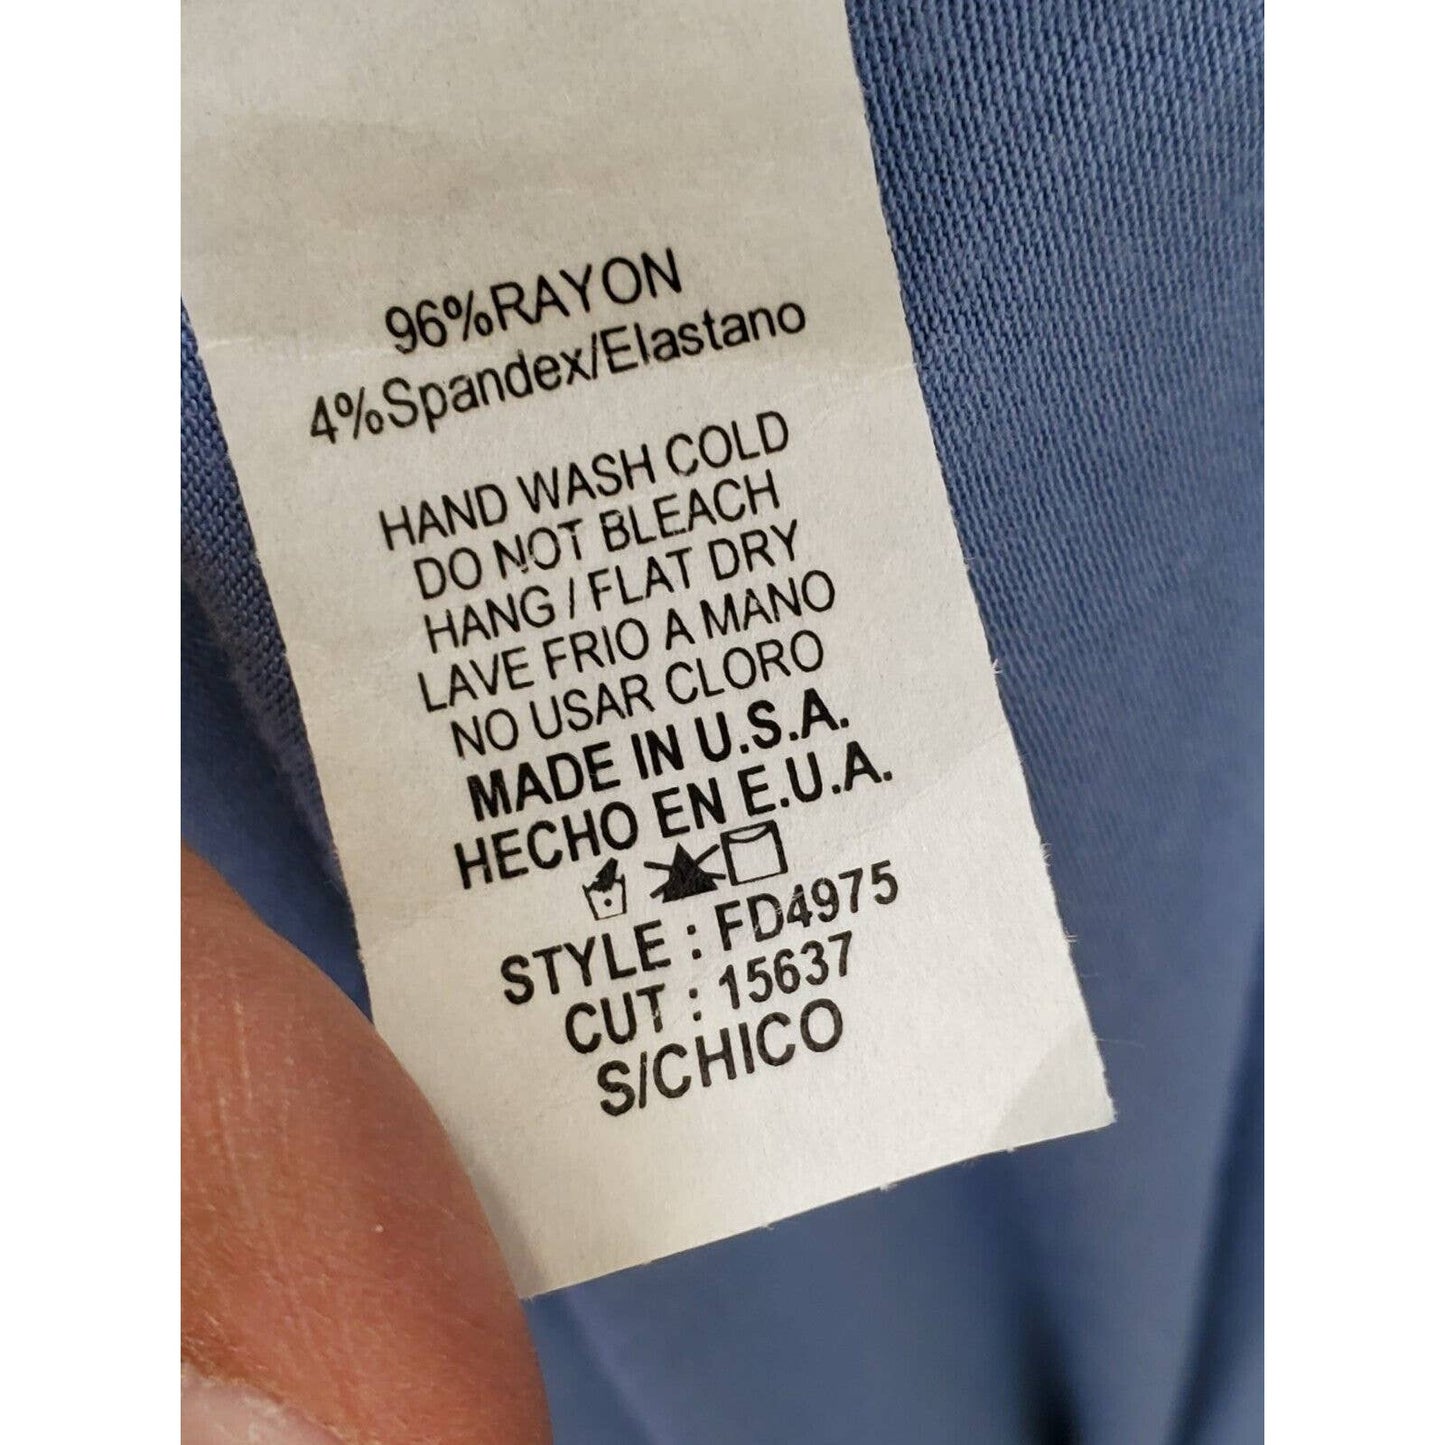 96%RAYON
4%Spandex/Elastano
HAND WASH COLD
DO NOT BLEACH
HANG / FLAT DRY
LAVE FRIO A MANO
NO USAR CLORO
MADE IN U.S.A.
HECHO EN E.U.A.
STYLE : FD4975
CUT : 15637
S/CHICO